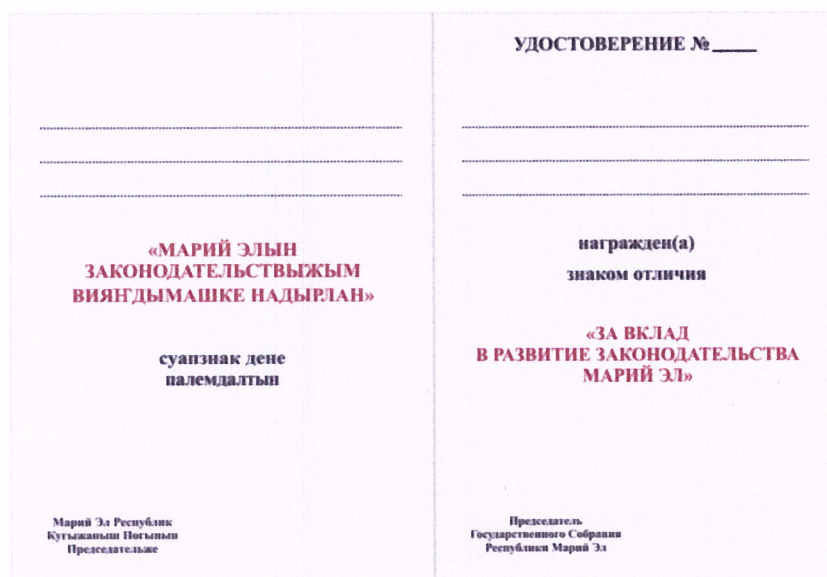 «МАРИЙ ЭЛЫН
ЗАКОНОДАТЕЛЬСТВЫЖЫМ
ВИЯҤДЫМАШКЕ НАДЫРЛАН»
суапзнак дене
палемдалтын
Марий Эл Республик
Кугыжаныш Погынын
Председательже
УДОСТОВЕРЕНИЕ №____
награжден(а)
знаком отличия
«ЗА ВКЛАД
В РАЗВИТИЕ ЗАКОНОДАТЕЛЬСТВА
МАРИЙ ЭЛ»
Председатель
Государственного Собрания
Республики Марий Эл